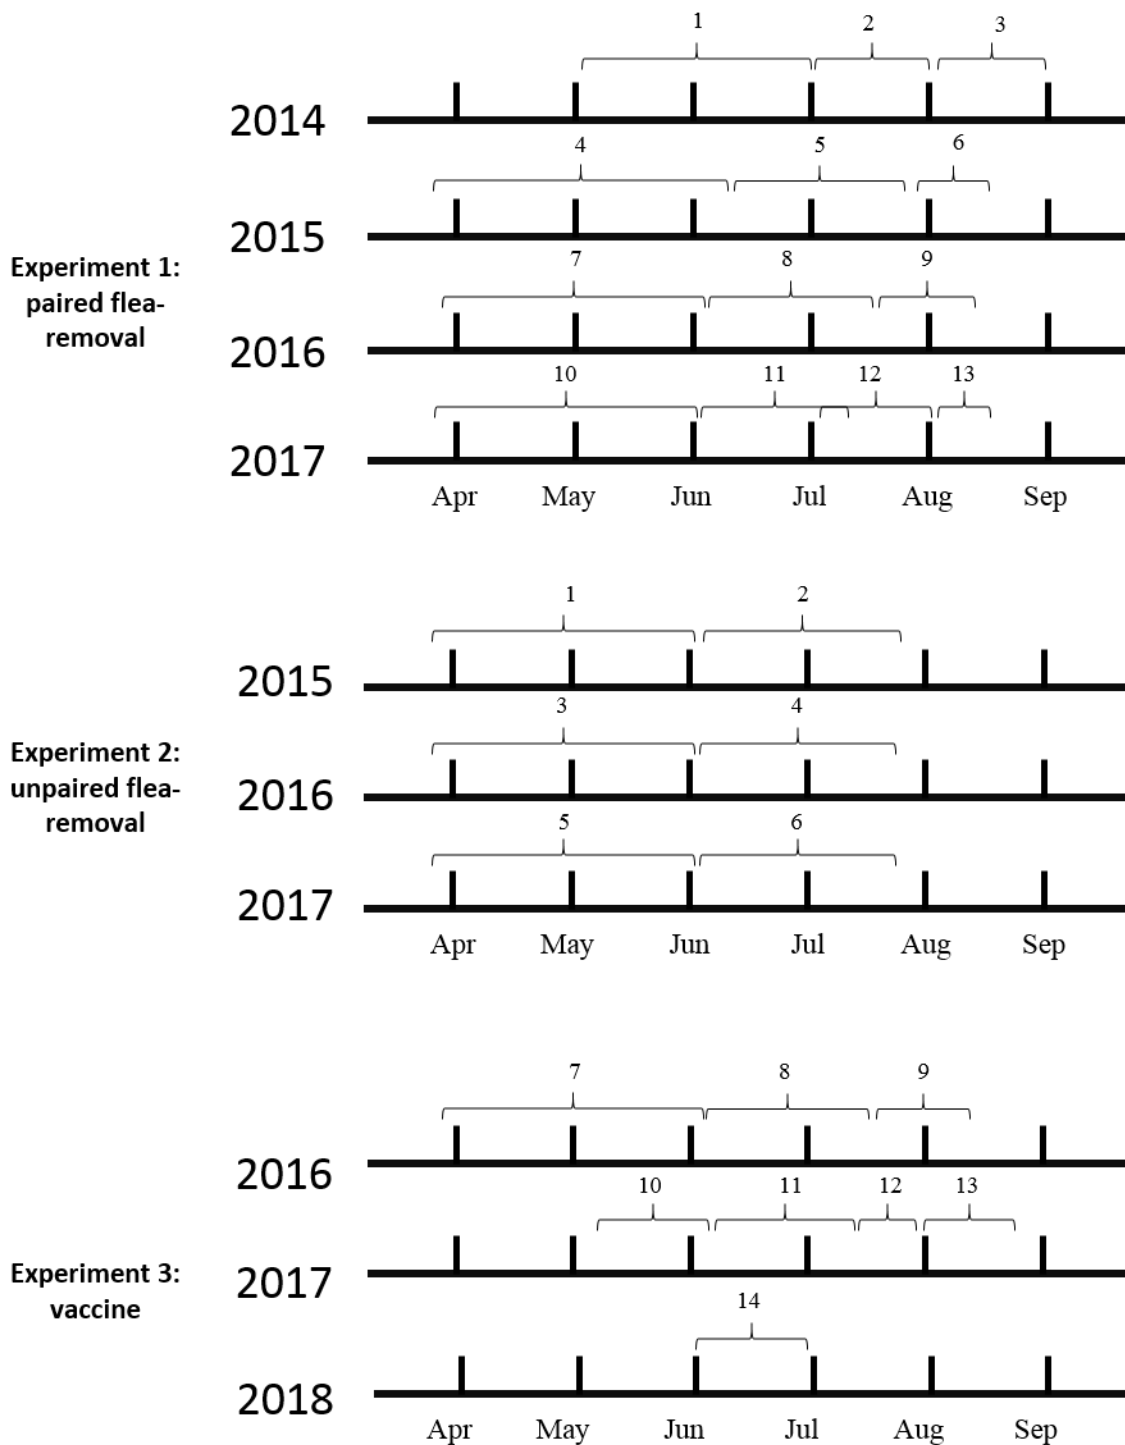 1 2 3
2014
4 5 6
2015
Experiment 1:
paired flea-
removal
7 8 9
2016
10 11 12 13
2017
Apr May Jun Jul Aug Sep
1 2
2015
3 4
Experiment 2:
unpaired flea-
removal
2016
5 6
2017
Apr May Jun Jul Aug Sep
7 8 9
2016
10 11 12 13
Experiment 3:
vaccine
2017
14
2018
Apr May Jun Jul Aug Sep